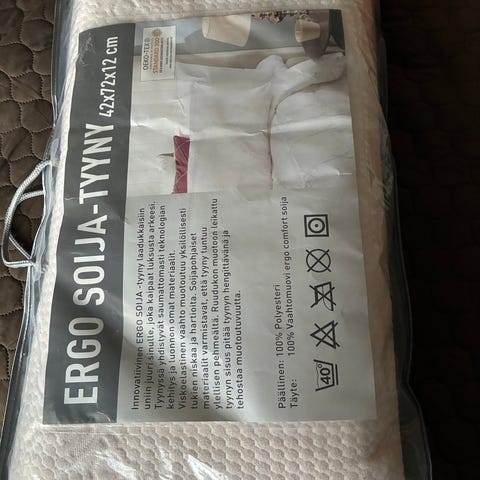 ERGO SOIJA-TYYNY 42x72x12 cm
OEKO-TEX®
STANDARD 100
Innovatiivinen ERGO SOIJA -tyyny laadukkaisiin
uniin juuri sinulle, joka kaipaat luksusta arkeesi.
Tyynyssä yhdistyvät saumattomasti teknologian
kehitys ja luonnon omat materiaalit.
Viskoelastinen vaahto muotoutuu yksilöllisesti
tukien niskaa ja hartioita. Soijapohjaiset
materiaalit varmistavat, että tyyny tuntuu
ylellisen pehmeältä. Ruudukon muotoon leikattu
tyynyn sisus pitää tyynyn hengittävänä ja
tehostaa muotoutuvuutta.
40°
Päällinen: 100% Polyesteri
Täyte: 100% Vaahtomuovi ergo comfort soija